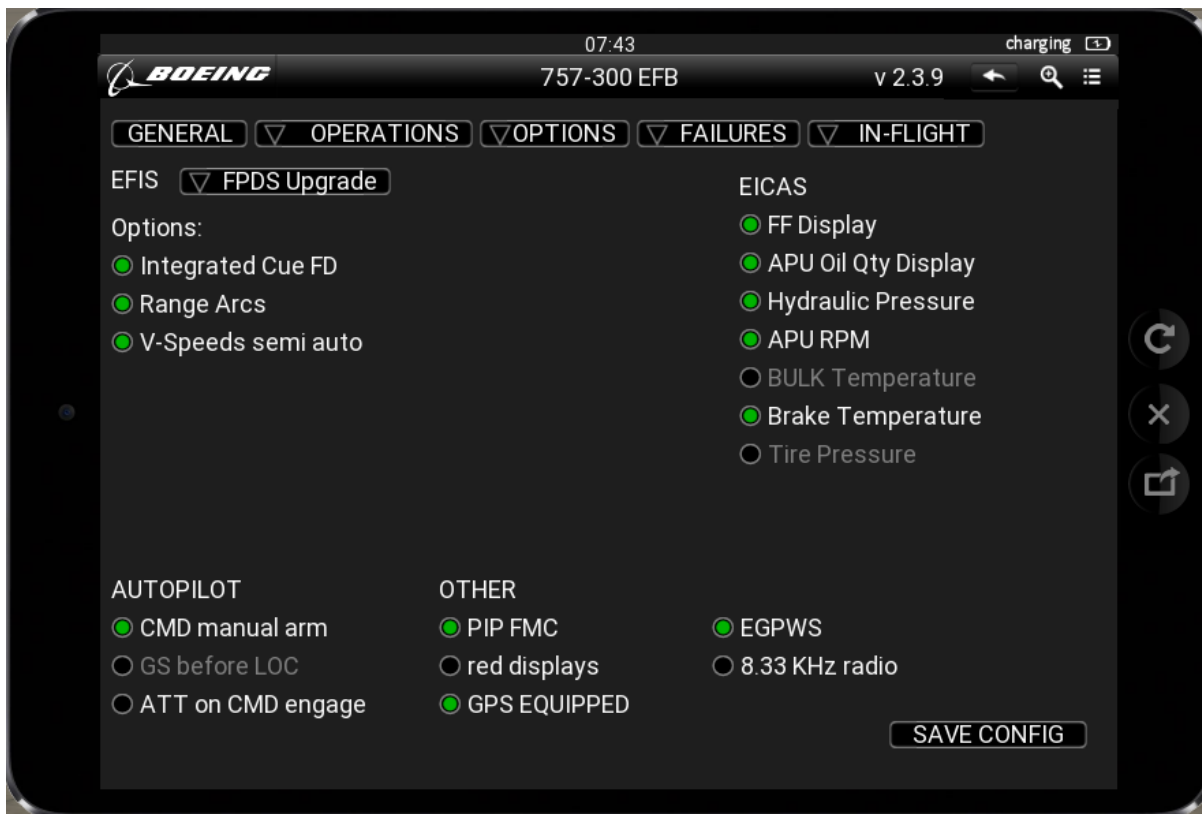 07:43 charging
BOEING 757-300 EFB v 2.3.9
GENERAL OPERATIONS OPTIONS FAILURES IN-FLIGHT
EFIS FPDS Upgrade
Options:
Integrated Cue FD
Range Arcs
V-Speeds semi auto
EICAS
FF Display
APU Oil Qty Display
Hydraulic Pressure
APU RPM
BULK Temperature
Brake Temperature
Tire Pressure
AUTOPILOT
CMD manual arm
GS before LOC
ATT on CMD engage
OTHER
PIP FMC
red displays
GPS EQUIPPED
EGPWS
8.33 KHz radio
SAVE CONFIG